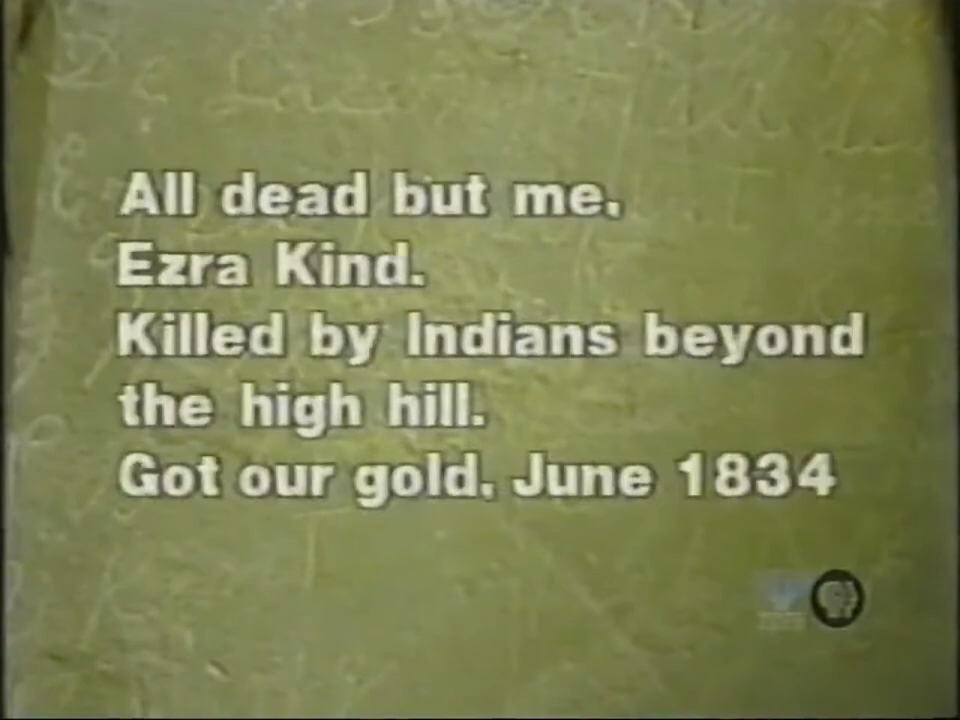 All dead but me.
Ezra Kind.
Killed by Indians beyond
the high hill.
Got our gold. June 1834